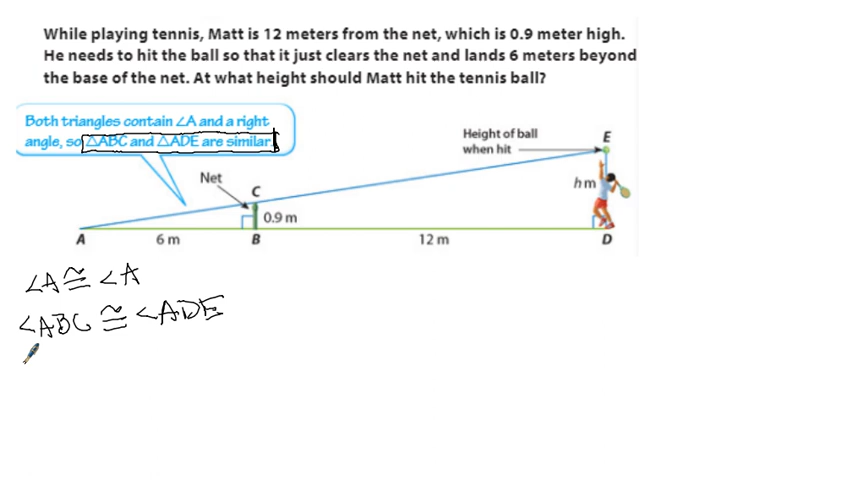 While playing tennis, Matt is 12 meters from the net, which is 0.9 meter high.
He needs to hit the ball so that it just clears the net and lands 6 meters beyond
the base of the net. At what height should Matt hit the tennis ball?
Both triangles contain ∠A and a right
angle, so △ABC and △ADE are similar.
Height of ball
when hit
E
Net
C
h m
0.9 m
A
6 m
B
12 m
D
∠A ≅ ∠A
∠ABC ≅ ∠ADE